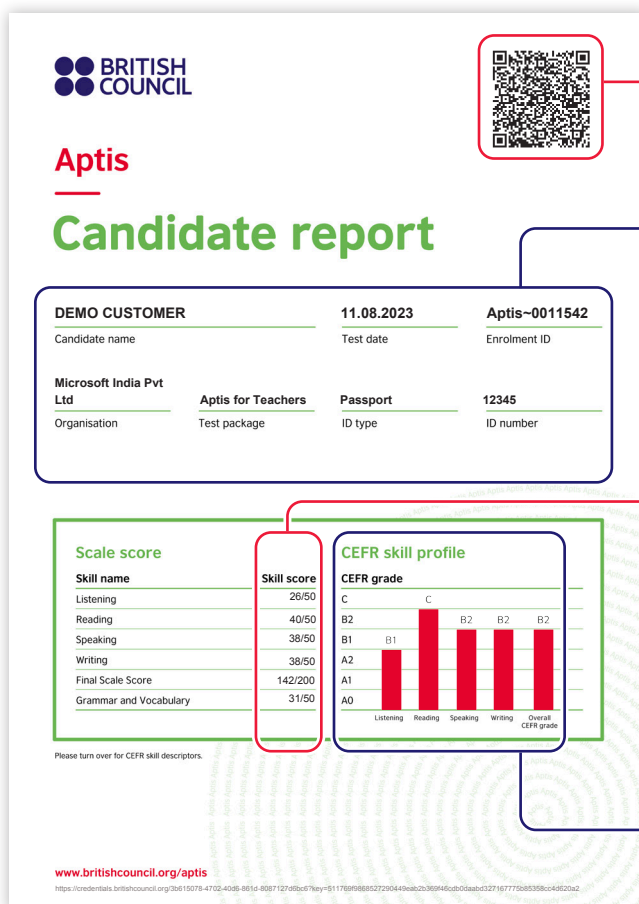 BRITISH
COUNCIL
Aptis
Candidate report
DEMO CUSTOMER 11.08.2023 Aptis~0011542
Candidate name Test date Enrolment ID
Microsoft India Pvt
Ltd Aptis for Teachers Passport 12345
Organisation Test package ID type ID number
Scale score CEFR skill profile
Skill name Skill score CEFR grade
Listening 26/50 C C
Reading 40/50 B2 B2 B2 B2
Speaking 38/50 B1 B1
Writing 38/50 A2
Final Scale Score 142/200 A1
Grammar and Vocabulary 31/50 A0
Listening Reading Speaking Writing Overall
CEFR grade
Please turn over for CEFR skill descriptors.
www.britishcouncil.org/aptis